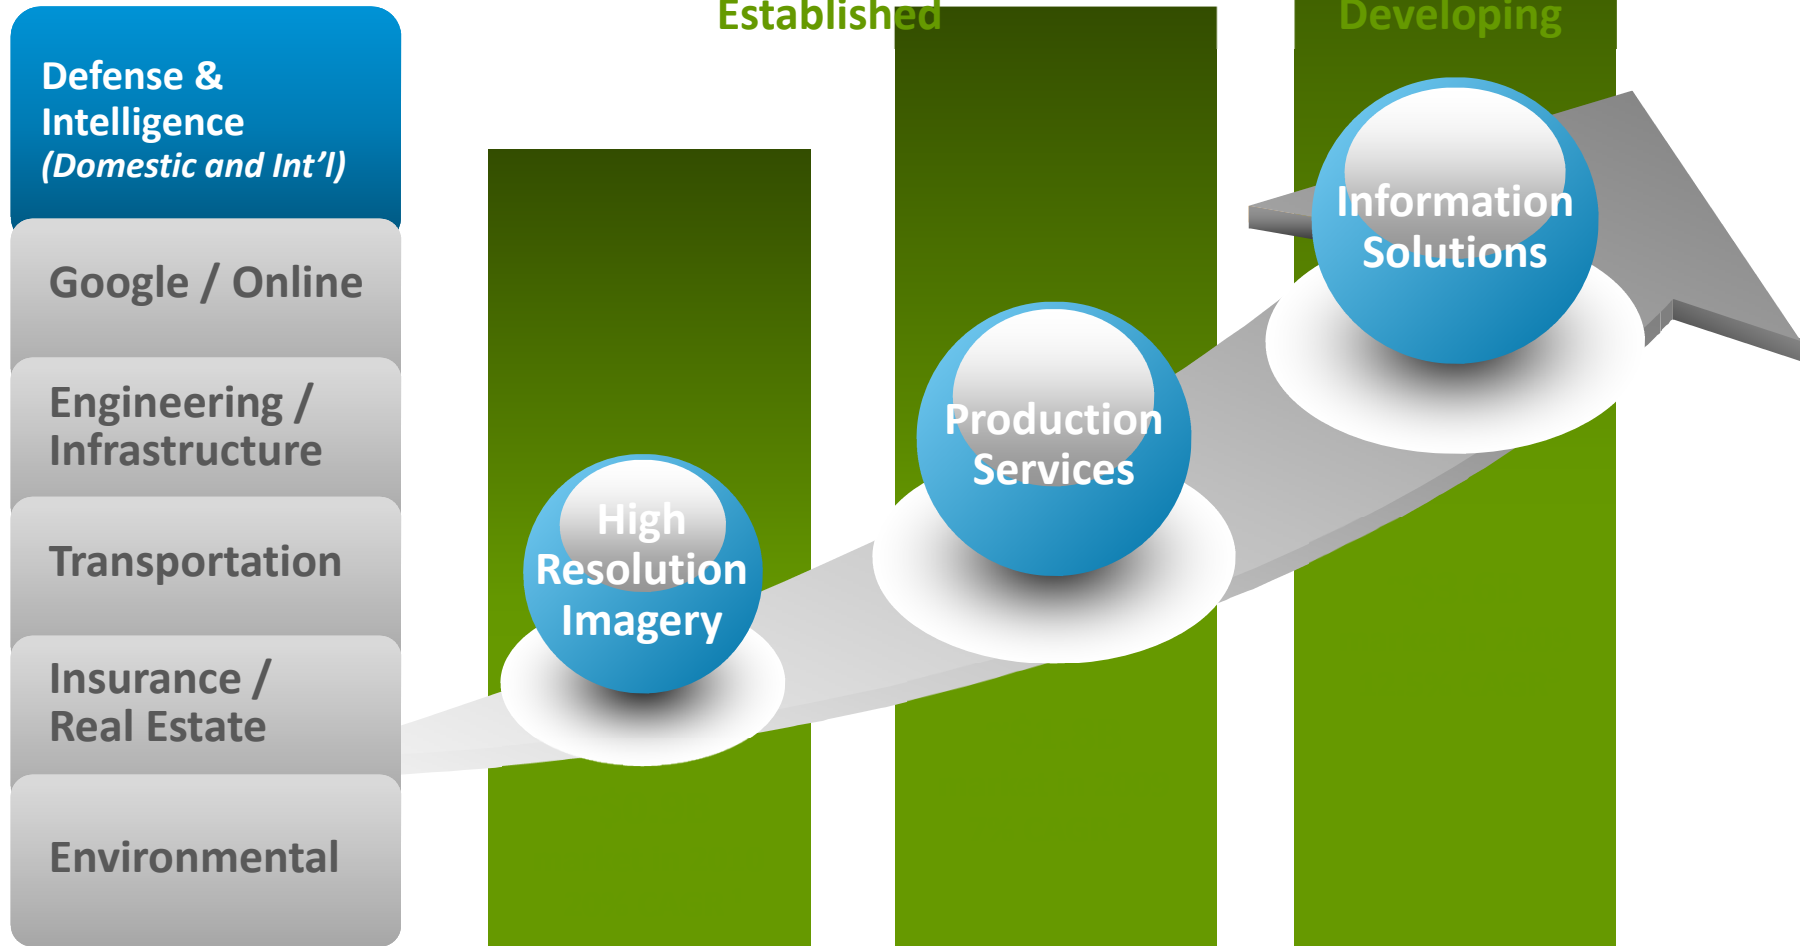 Established
Developing
Defense &
Intelligence
(Domestic and Int’l)
Google / Online
Engineering /
Infrastructure
Transportation
Insurance /
Real Estate
Environmental
High
Resolution
Imagery
Production
Services
Information
Solutions